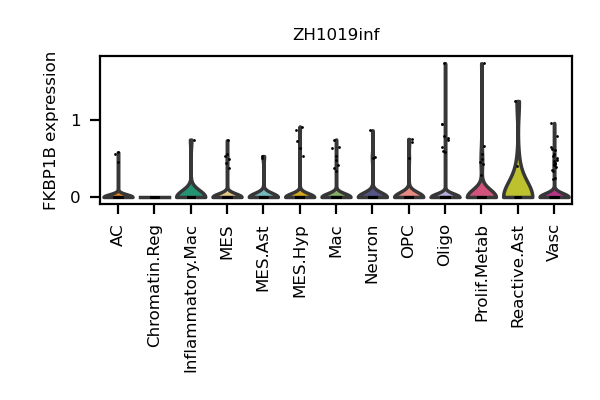 ZH1019inf
FKBP1B expression
1
0
AC
Chromatin.Reg
Inflammatory.Mac
MES
MES.Ast
MES.Hyp
Mac
Neuron
OPC
Oligo
Prolif.Metab
Reactive.Ast
Vasc